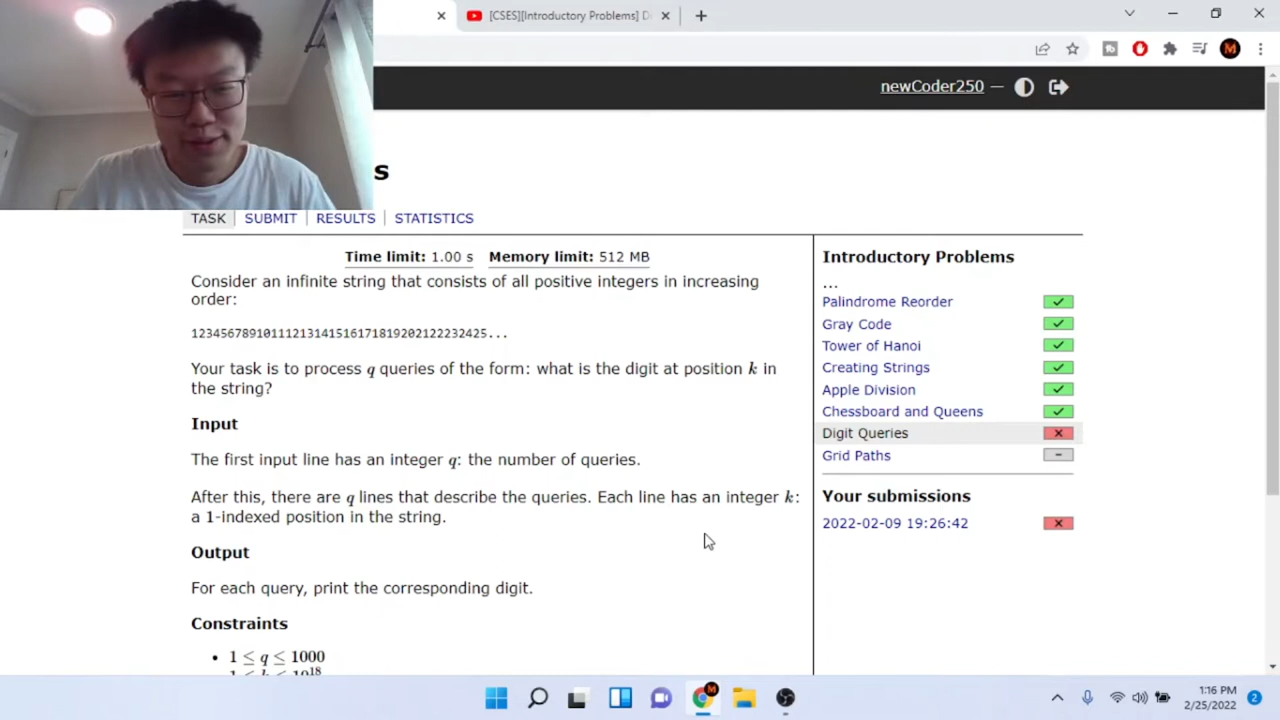 [CSES][Introductory Problems] D
M
newCoder250 —
s
TASK
SUBMIT
RESULTS
STATISTICS
Time limit: 1.00 s Memory limit: 512 MB
Consider an infinite string that consists of all positive integers in increasing
order:
12345678910111213141516171819202122232425...
Your task is to process q queries of the form: what is the digit at position k in
the string?
Input
The first input line has an integer q: the number of queries.
After this, there are q lines that describe the queries. Each line has an integer k:
a 1-indexed position in the string.
Output
For each query, print the corresponding digit.
Constraints
• 1 ≤ q ≤ 1000
1 ≤ k ≤ 10^18
Introductory Problems
...
Palindrome Reorder
Gray Code
Tower of Hanoi
Creating Strings
Apple Division
Chessboard and Queens
Digit Queries
Grid Paths
Your submissions
2022-02-09 19:26:42
M
1:16 PM
2/25/2022
2